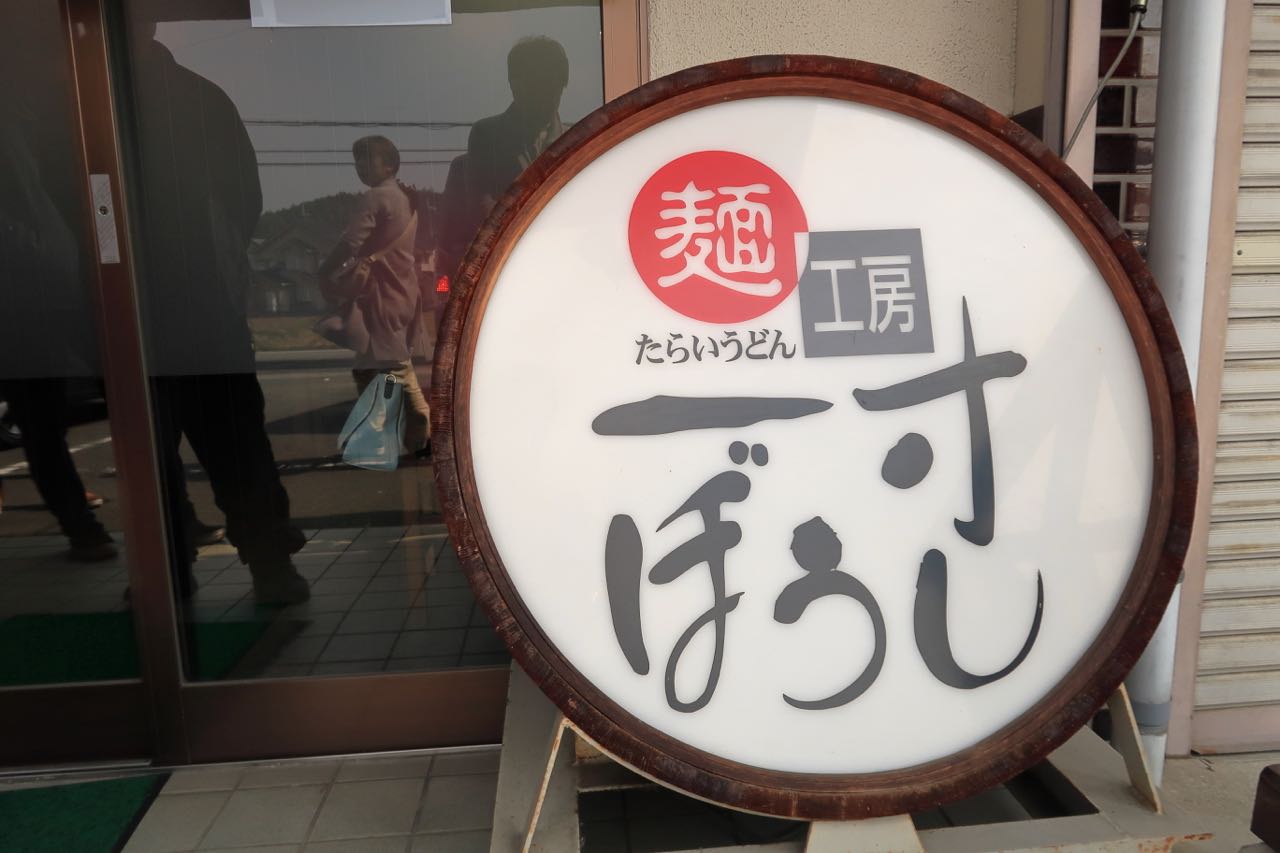 麺工房
たらいうどん
一寸
ぼうし